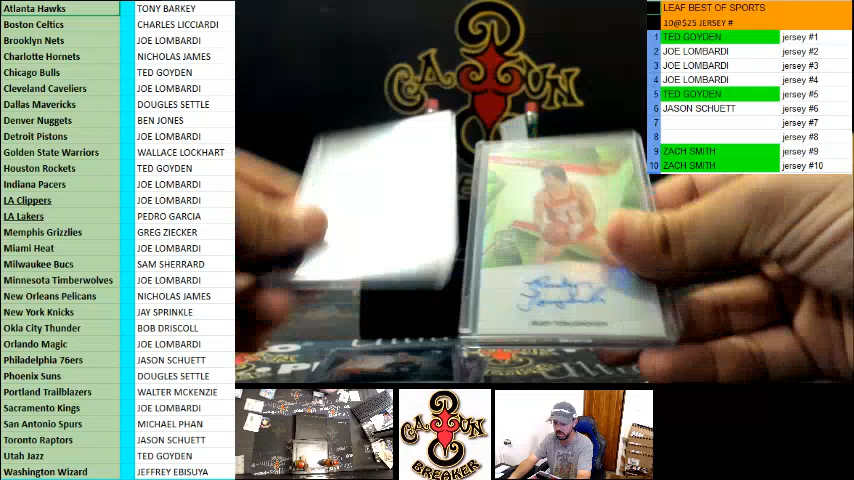 Atlanta Hawks TONY BARKEY
Boston Celtics CHARLES LICCIARDI
Brooklyn Nets JOE LOMBARDI
Charlotte Hornets NICHOLAS JAMES
Chicago Bulls TED GOYDEN
Cleveland Cavaliers JOE LOMBARDI
Dallas Mavericks DOUGLES SETTLE
Denver Nuggets BEN JONES
Detroit Pistons JOE LOMBARDI
Golden State Warriors WALLACE LOCKHART
Houston Rockets TED GOYDEN
Indiana Pacers JOE LOMBARDI
LA Clippers JOE LOMBARDI
LA Lakers PEDRO GARCIA
Memphis Grizzlies GREG ZIECKER
Miami Heat JOE LOMBARDI
Milwaukee Bucs SAM SHERRARD
Minnesota Timberwolves JOE LOMBARDI
New Orleans Pelicans NICHOLAS JAMES
New York Knicks JAY SPRINKLE
Okla City Thunder BOB DRISCOLL
Orlando Magic JOE LOMBARDI
Philadelphia 76ers JASON SCHUETT
Phoenix Suns DOUGLES SETTLE
Portland Trailblazers WALTER MCKENZIE
Sacramento Kings JOE LOMBARDI
San Antonio Spurs MICHAEL PHAN
Toronto Raptors JASON SCHUETT
Utah Jazz TED GOYDEN
Washington Wizard JEFFREY EBISUYA
LEAF BEST OF SPORTS
10@$25 JERSEY #
1 TED GOYDEN jersey #1
2 JOE LOMBARDI jersey #2
3 JOE LOMBARDI jersey #3
4 JOE LOMBARDI jersey #4
5 TED GOYDEN jersey #5
6 JASON SCHUETT jersey #6
7 jersey #7
8 jersey #8
9 ZACH SMITH jersey #9
10 ZACH SMITH jersey #10
CAJUN
BREAKER